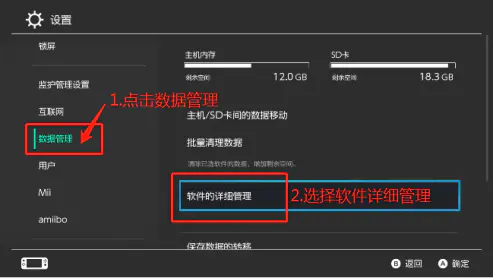 设置
锁屏
监护管理设置
互联网
数据管理
用户
Mii
amiibo
1.点击数据管理
主机内存
剩余空间 12.0 GB
SD卡
剩余空间 18.3 GB
主机/SD卡间的数据移动
批量清理数据
清除已选软件的数据，增加剩余空间。
软件的详细管理
2.选择软件详细管理
保存数据的转移
B 返回
A 确定